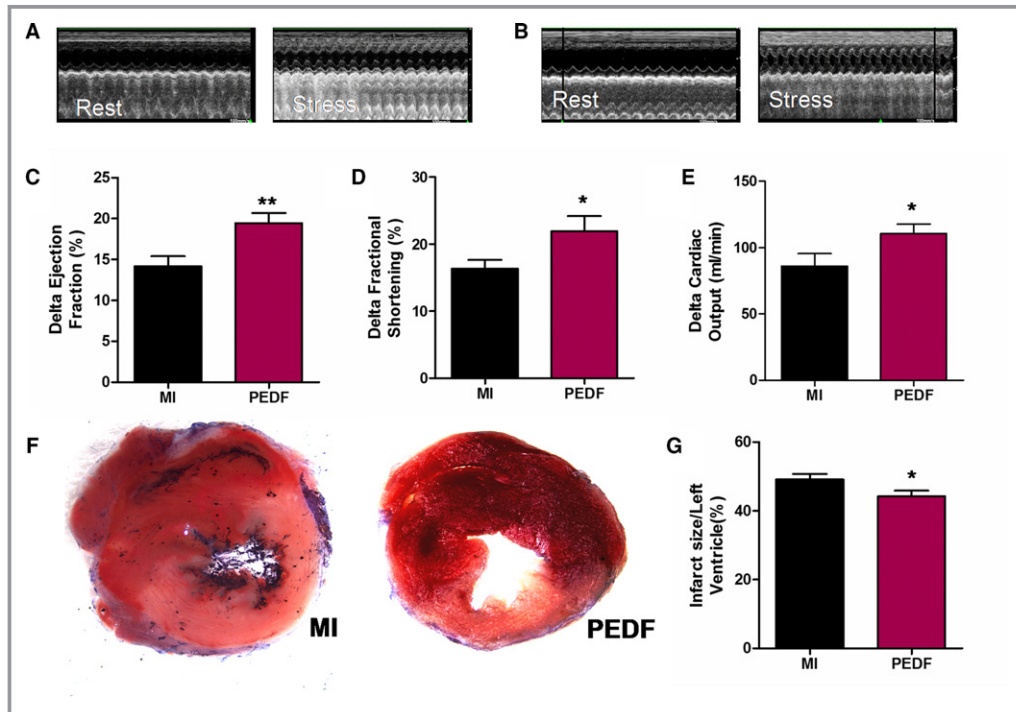 A
Rest
Stress
B
Rest
Stress
C
Delta Ejection
Fraction (%)
25
20
15
10
5
0
**
MI
PEDF
D
Delta Fractional
Shortening (%)
30
20
10
0
*
MI
PEDF
E
Delta Cardiac
Output (ml/min)
150
100
50
0
*
MI
PEDF
F
MI
PEDF
G
Infarct size/Left
Ventricle(%)
60
40
20
0
*
MI
PEDF